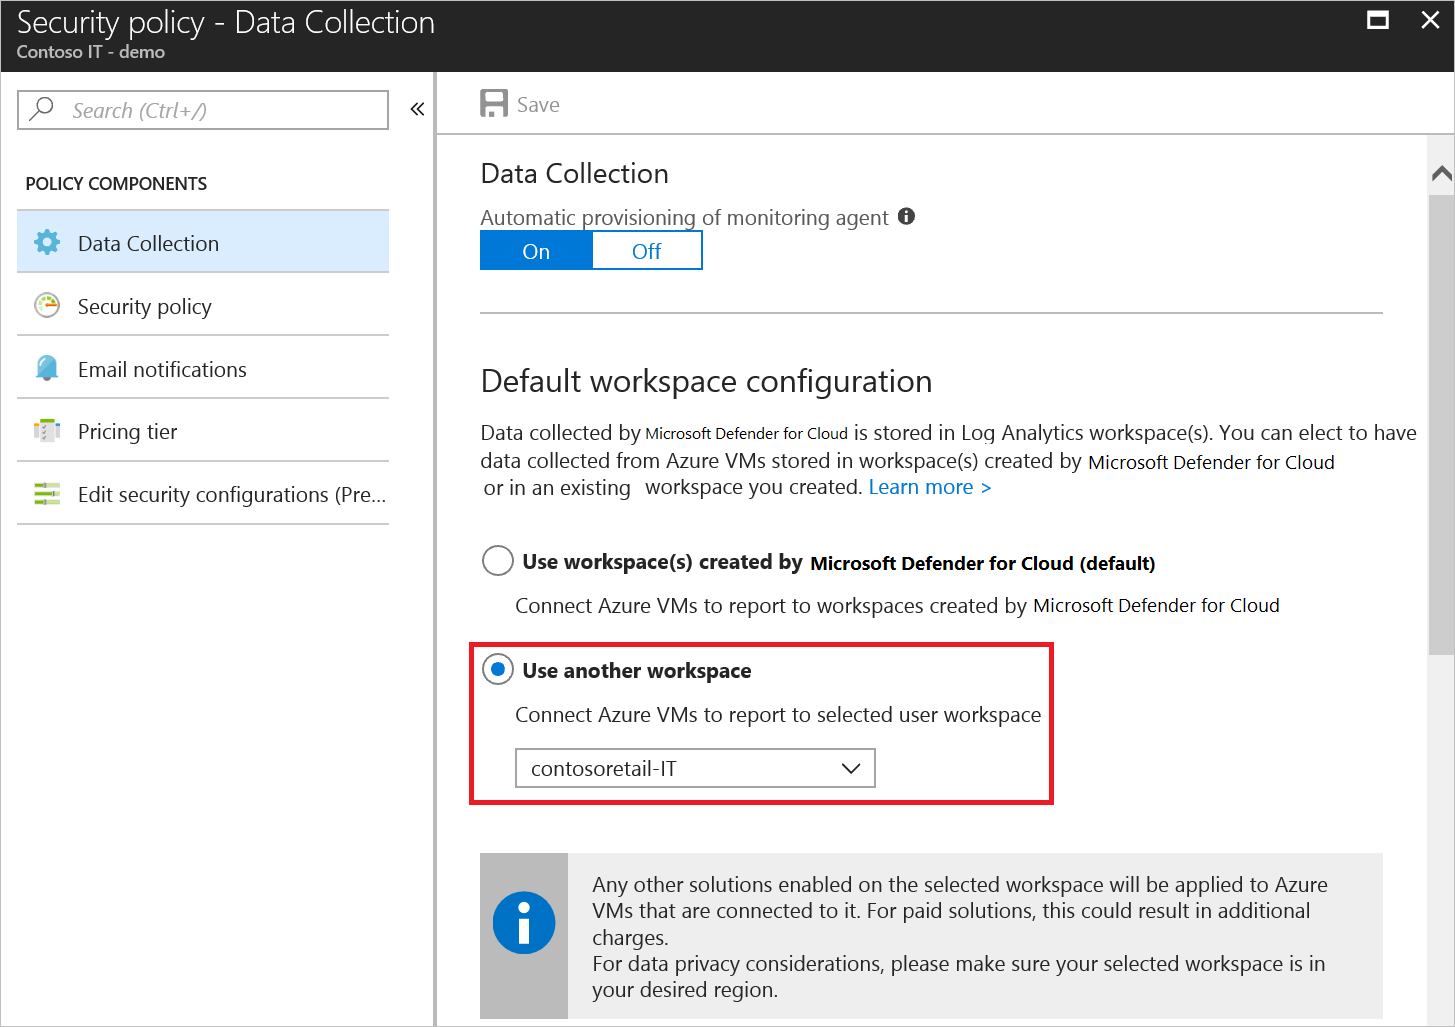 Security policy - Data Collection
Contoso IT - demo
Search (Ctrl+/)
«
POLICY COMPONENTS
Data Collection
Security policy
Email notifications
Pricing tier
Edit security configurations (Pre...
Save
Data Collection
Automatic provisioning of monitoring agent
On
Off
Default workspace configuration
Data collected by Microsoft Defender for Cloud is stored in Log Analytics workspace(s). You can elect to have
data collected from Azure VMs stored in workspace(s) created by Microsoft Defender for Cloud
or in an existing workspace you created. Learn more >
Use workspace(s) created by Microsoft Defender for Cloud (default)
Connect Azure VMs to report to workspaces created by Microsoft Defender for Cloud
Use another workspace
Connect Azure VMs to report to selected user workspace
contosoretail-IT
Any other solutions enabled on the selected workspace will be applied to Azure
VMs that are connected to it. For paid solutions, this could result in additional
charges.
For data privacy considerations, please make sure your selected workspace is in
your desired region.